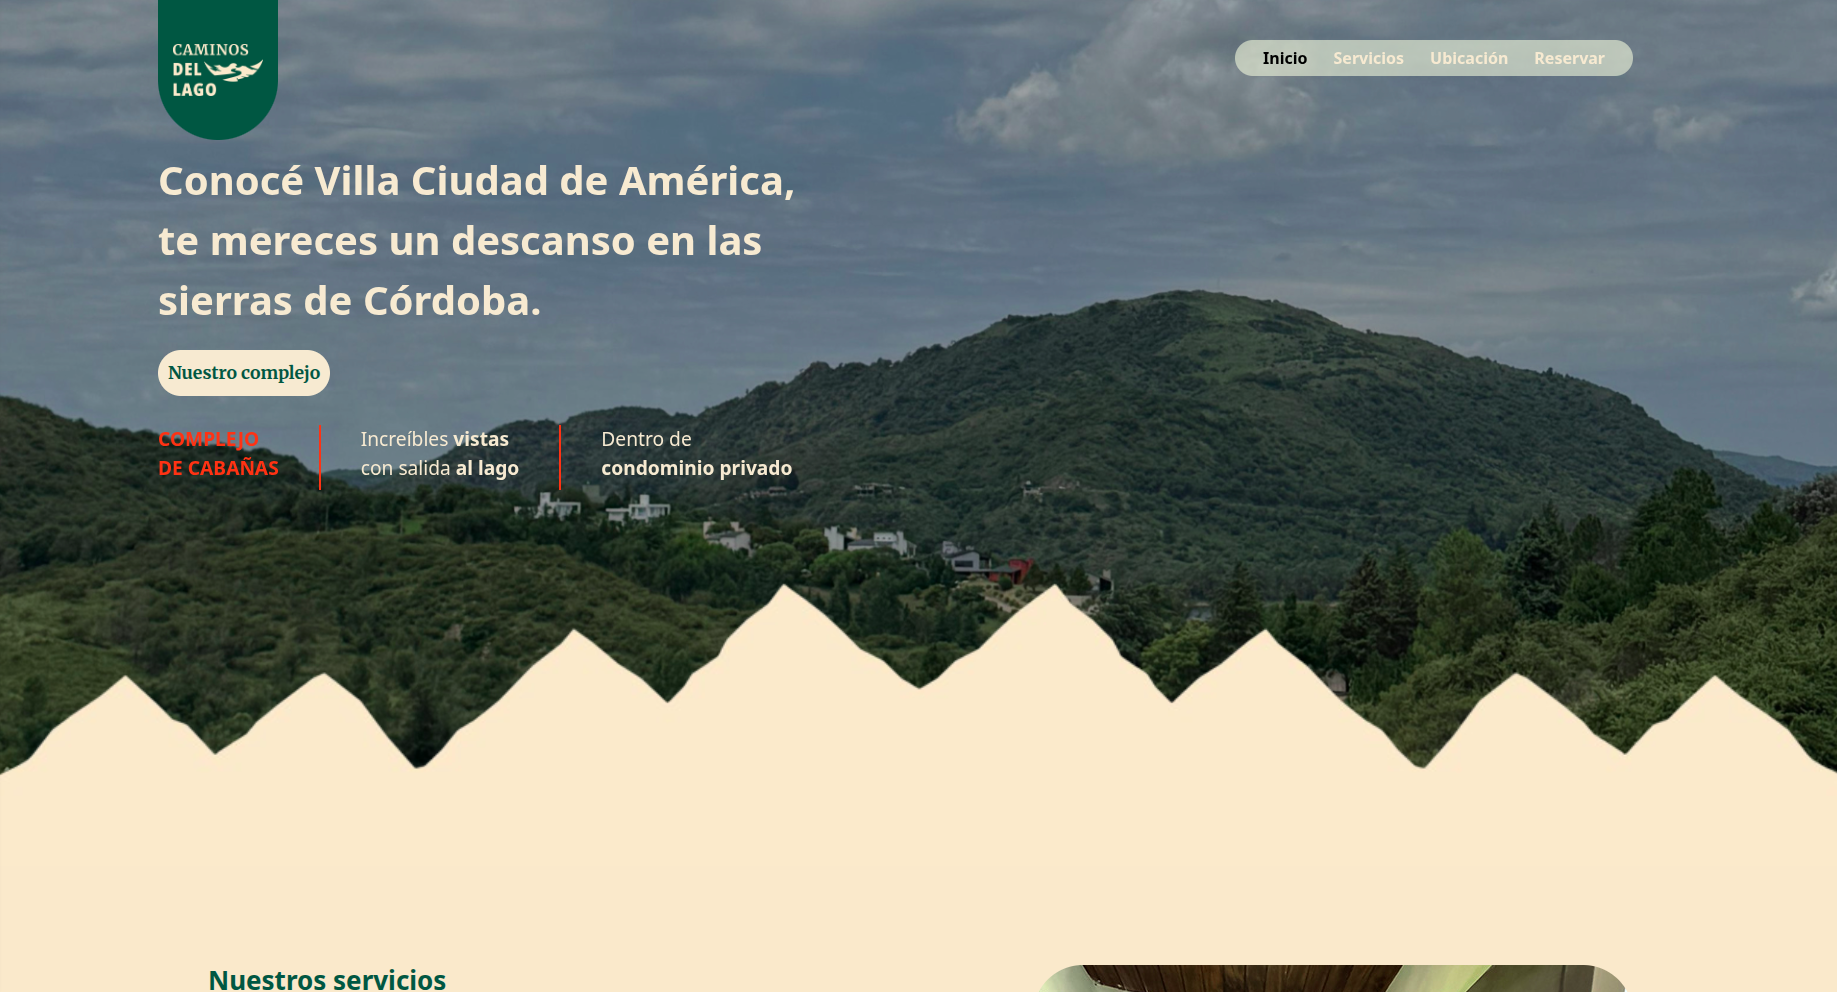 CAMINOS
DEL
LAGO
Inicio Servicios Ubicación Reservar
Conocé Villa Ciudad de América,
te mereces un descanso en las
sierras de Córdoba.
Nuestro complejo
COMPLEJO
DE CABAÑAS
Increíbles vistas
con salida al lago
Dentro de
condominio privado
Nuestros servicios